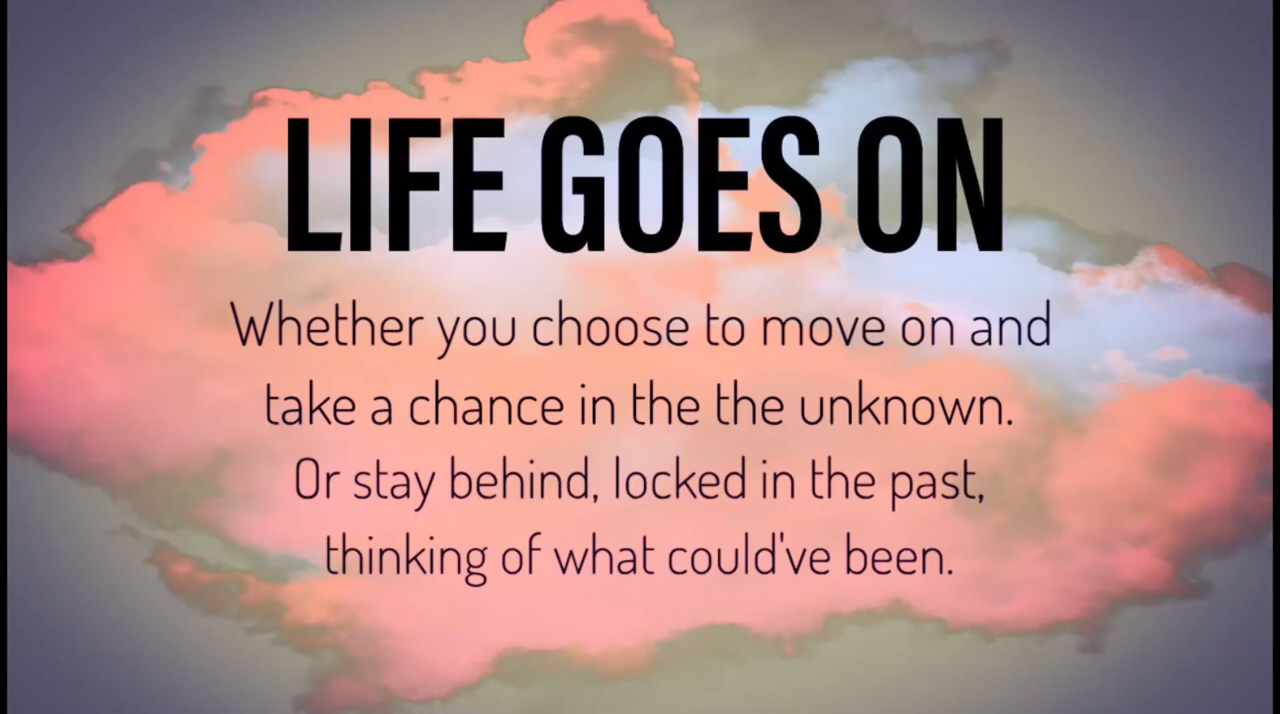 LIFE GOES ON
Whether you choose to move on and
take a chance in the the unknown.
Or stay behind, locked in the past,
thinking of what could've been.